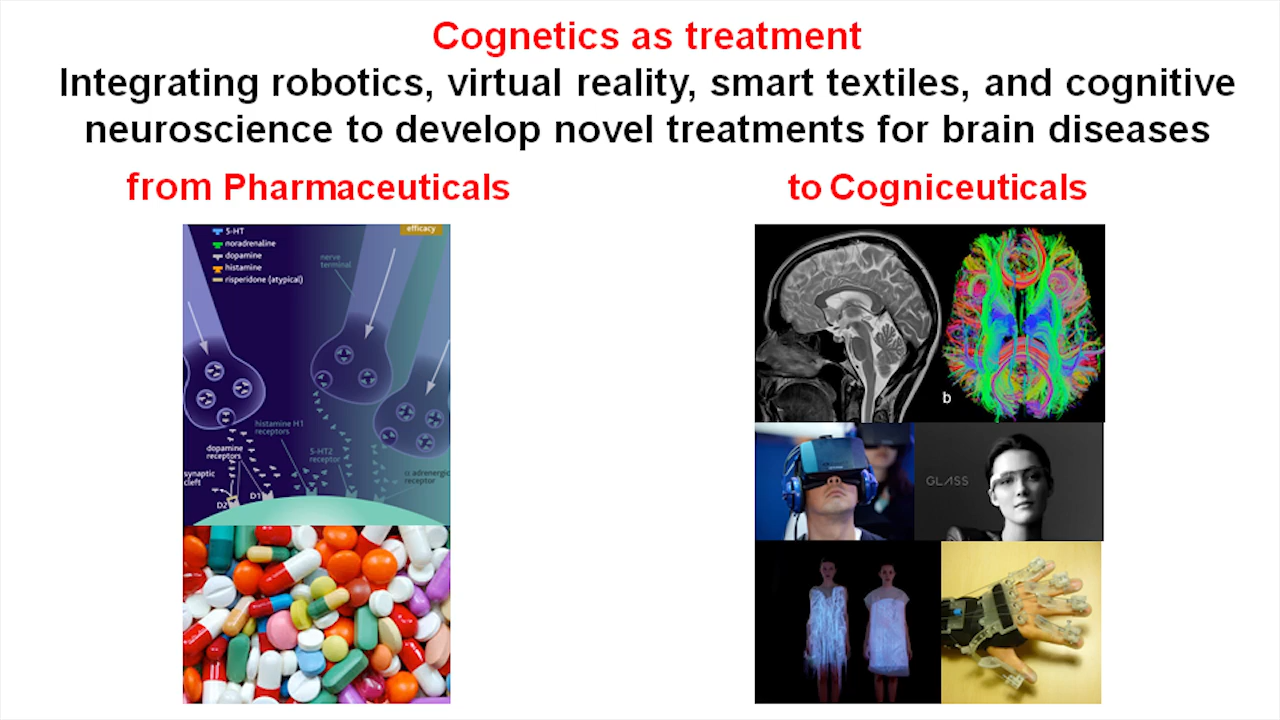 Cognetics as treatment
Integrating robotics, virtual reality, smart textiles, and cognitive
neuroscience to develop novel treatments for brain diseases
from Pharmaceuticals
to Cogniceuticals
efficacy
5-HT
noradrenaline
dopamine
histamine
risperidone (atypical)
nerve
terminal
histamine H1
receptors
dopamine
receptors
5-HT2
receptor
synaptic
cleft
α adrenergic
receptor
D1
D2
b
GLASS